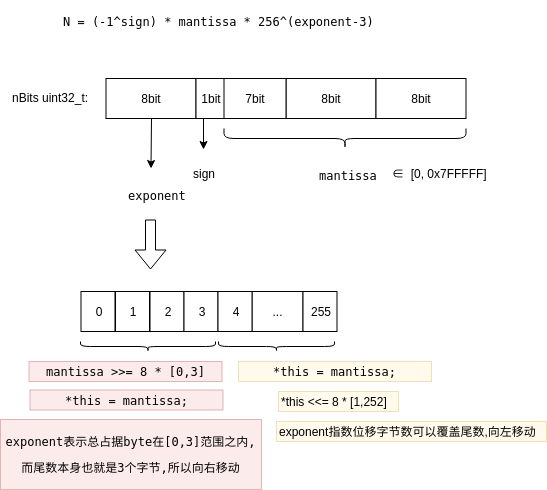 N = (-1^sign) * mantissa * 256^(exponent-3)
nBits uint32_t:
8bit
1bit
7bit
8bit
8bit
sign
mantissa ∈ [0, 0x7FFFFF]
exponent
0
1
2
3
4
...
255
mantissa >>= 8 * [0,3]
*this = mantissa;
*this = mantissa;
*this <<= 8 * [1,252]
exponent表示总占据byte在[0,3]范围之内,
而尾数本身也就是3个字节,所以向右移动
exponent指数位移字节数可以覆盖尾数,向左移动